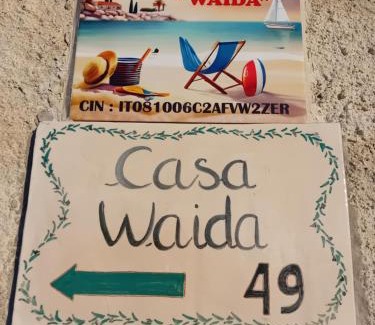 WAIDA
CIN : IT081006C2AFVW2ZER
Casa
Waida
49